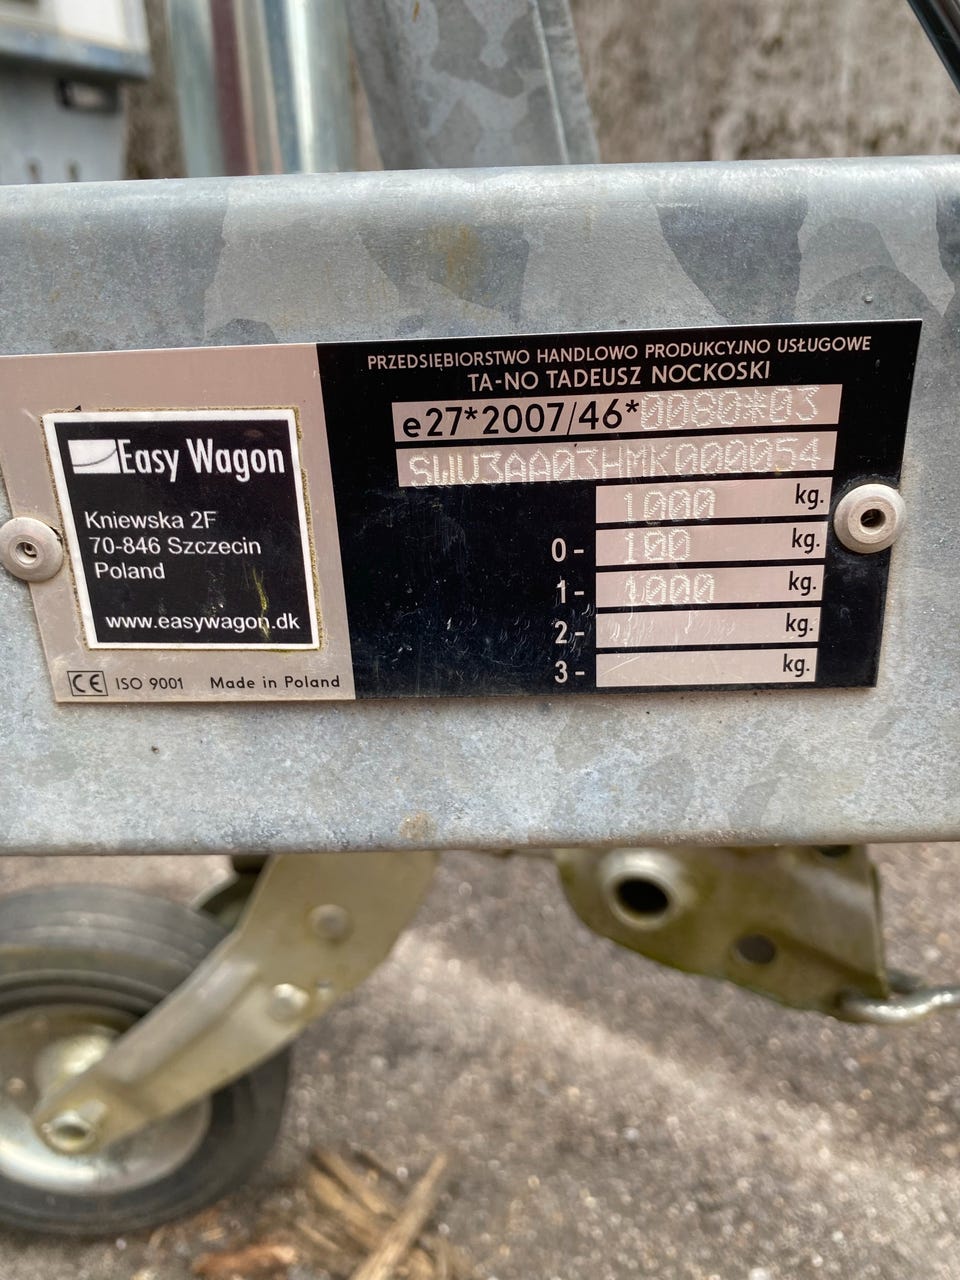 Easy Wagon
Kniewska 2F
70-846 Szczecin
Poland
www.easywagon.dk
CE ISO 9001 Made in Poland
PRZEDSIEBIORSTWO HANDLOWO PRODUKCYJNO USŁUGOWE
TA-NO TADEUSZ NOCKOSKI
e27*2007/46*0080*03
SWU3AA03HMK000054
1000 kg.
0- 100 kg.
1- 1000 kg.
2- kg.
3- kg.